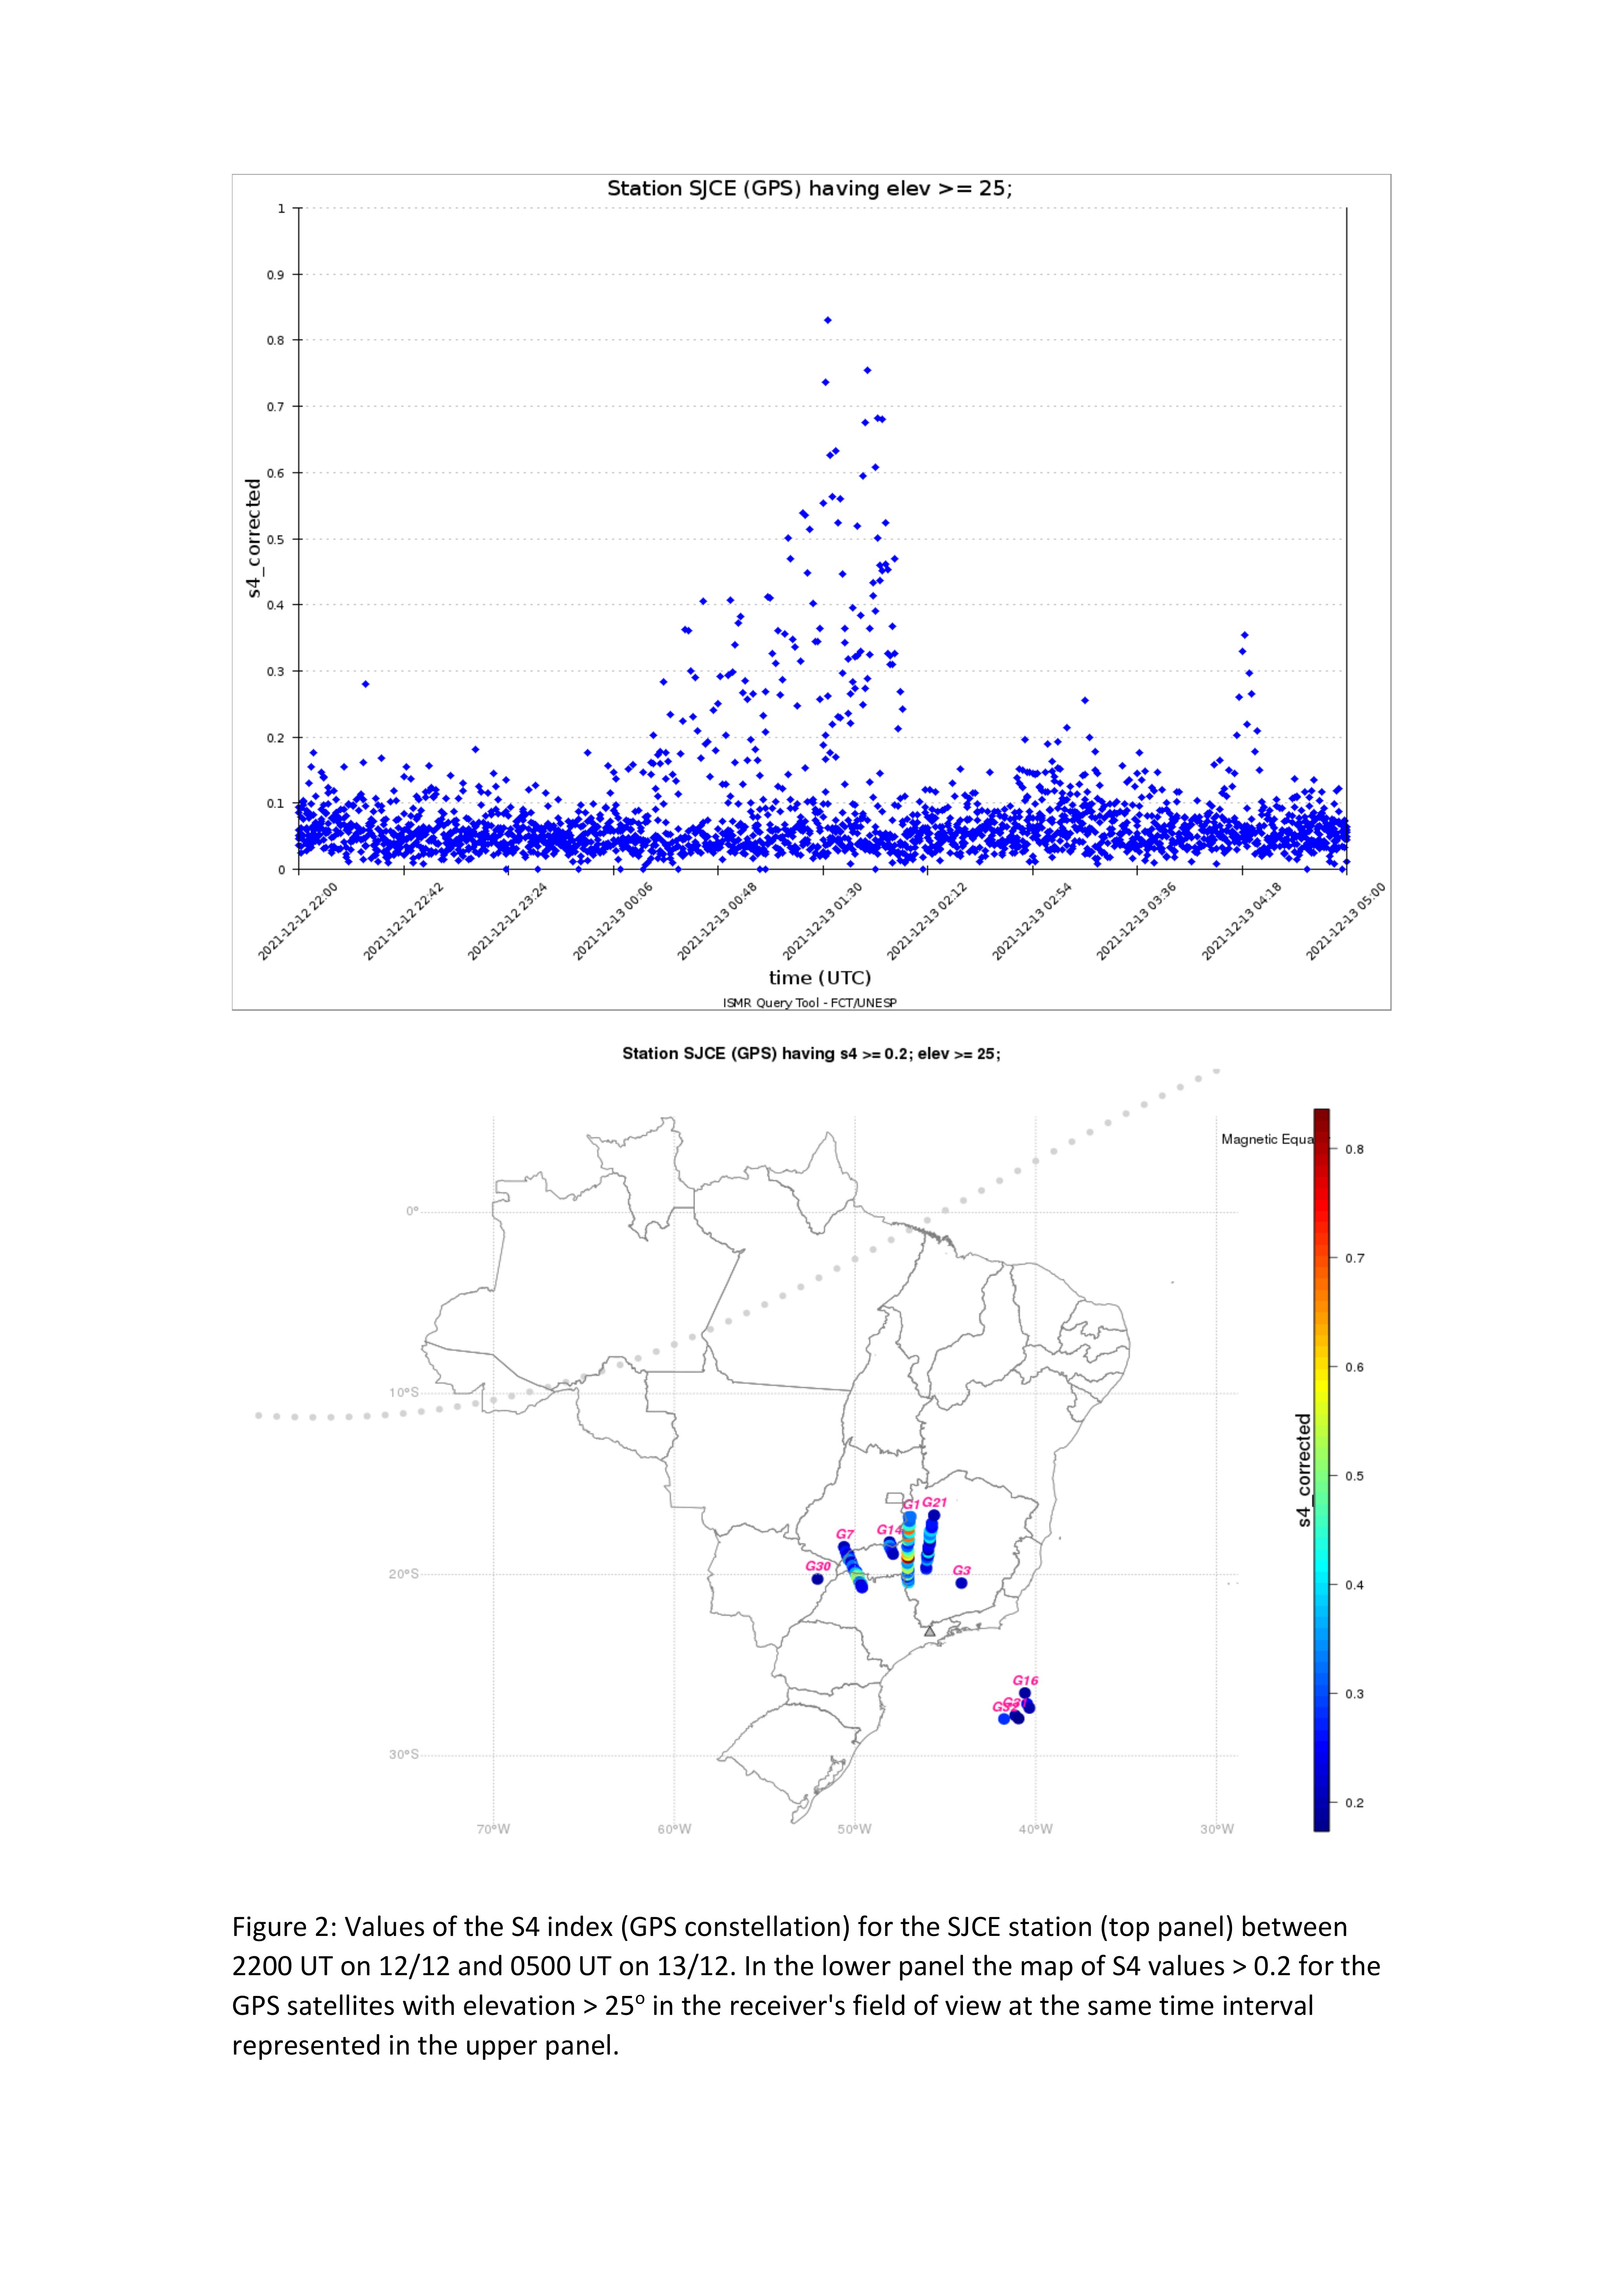 Station SJCE (GPS) having elev >= 25;
1
0.9
0.8
0.7
0.6
0.5
0.4
0.3
0.2
0.1
0
s4_corrected
2021-12-12 22:00
2021-12-12 22:42
2021-12-12 23:24
2021-12-13 00:06
2021-12-13 00:48
2021-12-13 01:30
2021-12-13 02:12
2021-12-13 02:54
2021-12-13 03:36
2021-12-13 04:18
2021-12-13 05:00
time (UTC)
ISMR Query Tool - FCT/UNESP
Station SJCE (GPS) having s4 >= 0.2; elev >= 25;
Magnetic Equa
0.8
0.7
0.6
0.5
0.4
0.3
0.2
s4_corrected
0°
10°S
20°S
30°S
G1 G21
G14
G7
G30
G3
G16
70°W
60°W
50°W
40°W
30°W
Figure 2: Values of the S4 index (GPS constellation) for the SJCE station (top panel) between
2200 UT on 12/12 and 0500 UT on 13/12. In the lower panel the map of S4 values > 0.2 for the
GPS satellites with elevation > 25º in the receiver's field of view at the same time interval
represented in the upper panel.